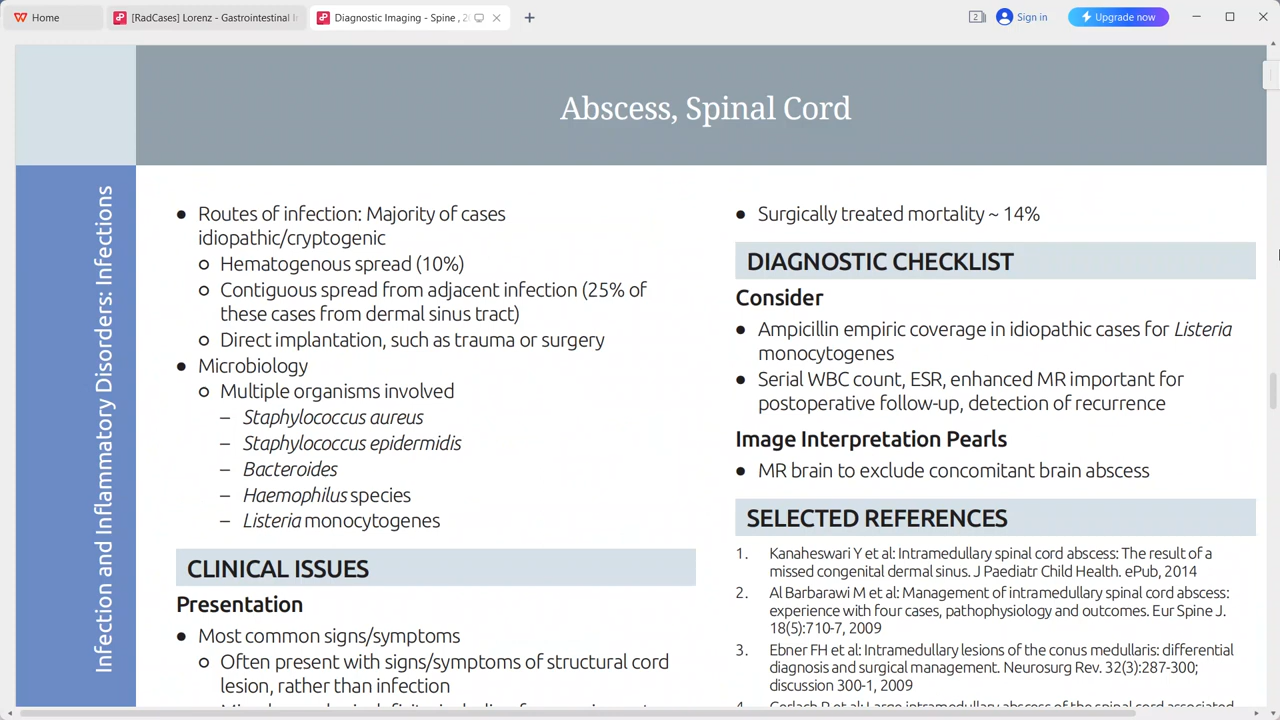 Home
[RadCases] Lorenz - Gastrointestinal I
Diagnostic Imaging - Spine , 2
2
Sign in
Upgrade now
Abscess, Spinal Cord
Infection and Inflammatory Disorders: Infections
● Routes of infection: Majority of cases
idiopathic/cryptogenic
○ Hematogenous spread (10%)
○ Contiguous spread from adjacent infection (25% of
these cases from dermal sinus tract)
○ Direct implantation, such as trauma or surgery
● Microbiology
○ Multiple organisms involved
– Staphylococcus aureus
– Staphylococcus epidermidis
– Bacteroides
– Haemophilus species
– Listeria monocytogenes
CLINICAL ISSUES
Presentation
● Most common signs/symptoms
○ Often present with signs/symptoms of structural cord
lesion, rather than infection
● Surgically treated mortality ~ 14%
DIAGNOSTIC CHECKLIST
Consider
● Ampicillin empiric coverage in idiopathic cases for Listeria
monocytogenes
● Serial WBC count, ESR, enhanced MR important for
postoperative follow-up, detection of recurrence
Image Interpretation Pearls
● MR brain to exclude concomitant brain abscess
SELECTED REFERENCES
1. Kanaheswari Y et al: Intramedullary spinal cord abscess: The result of a
missed congenital dermal sinus. J Paediatr Child Health. ePub, 2014
2. Al Barbarawi M et al: Management of intramedullary spinal cord abscess:
experience with four cases, pathophysiology and outcomes. Eur Spine J.
18(5):710-7, 2009
3. Ebner FH et al: Intramedullary lesions of the conus medullaris: differential
diagnosis and surgical management. Neurosurg Rev. 32(3):287-300;
discussion 300-1, 2009